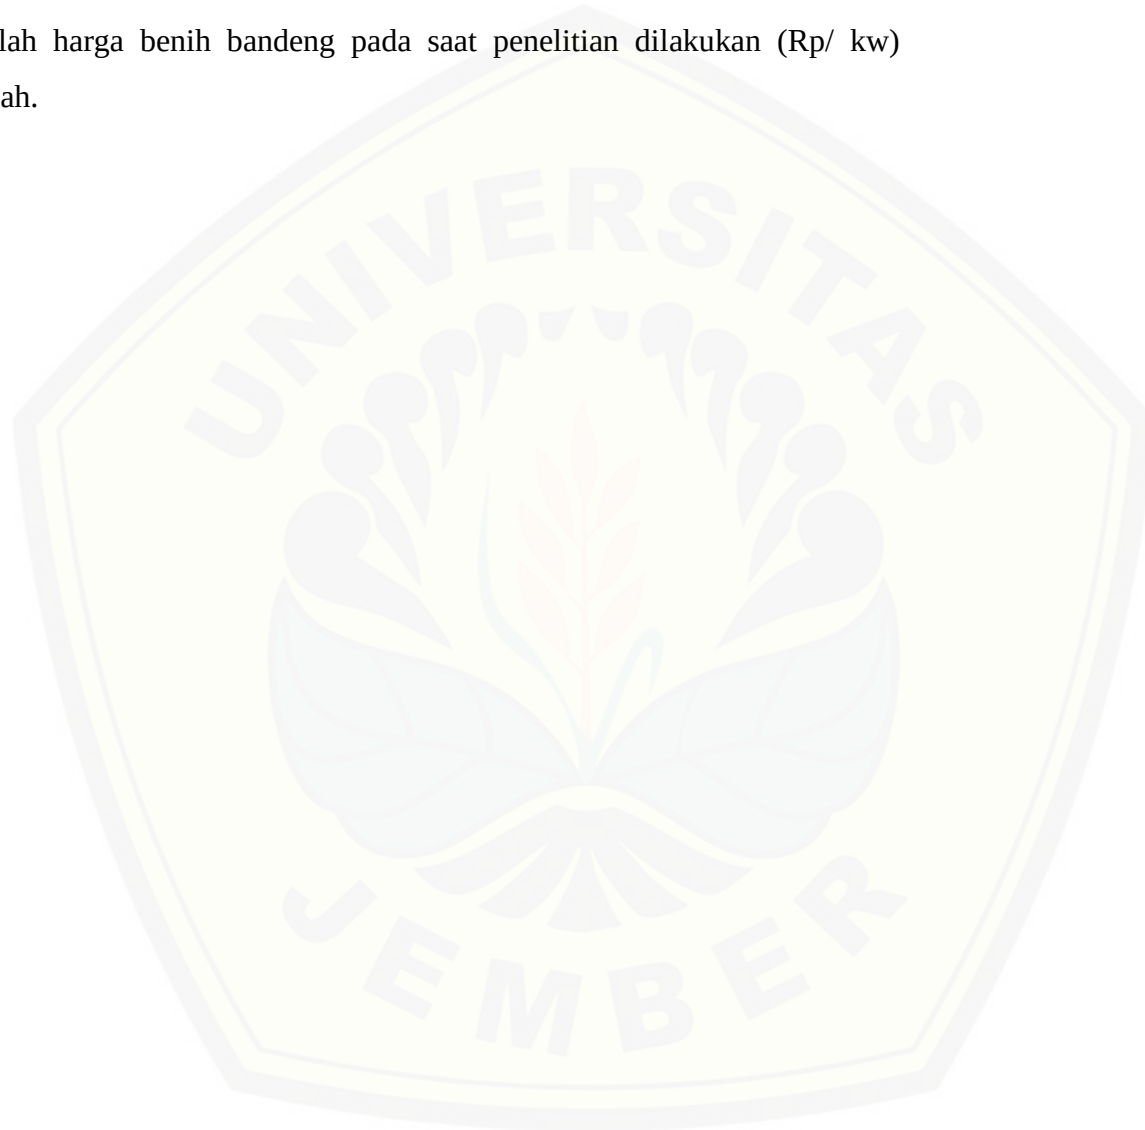 lah harga benih bandeng pada saat penelitian dilakukan (Rp/ kw)
ah.
UNIVERSITAS
JEMBER